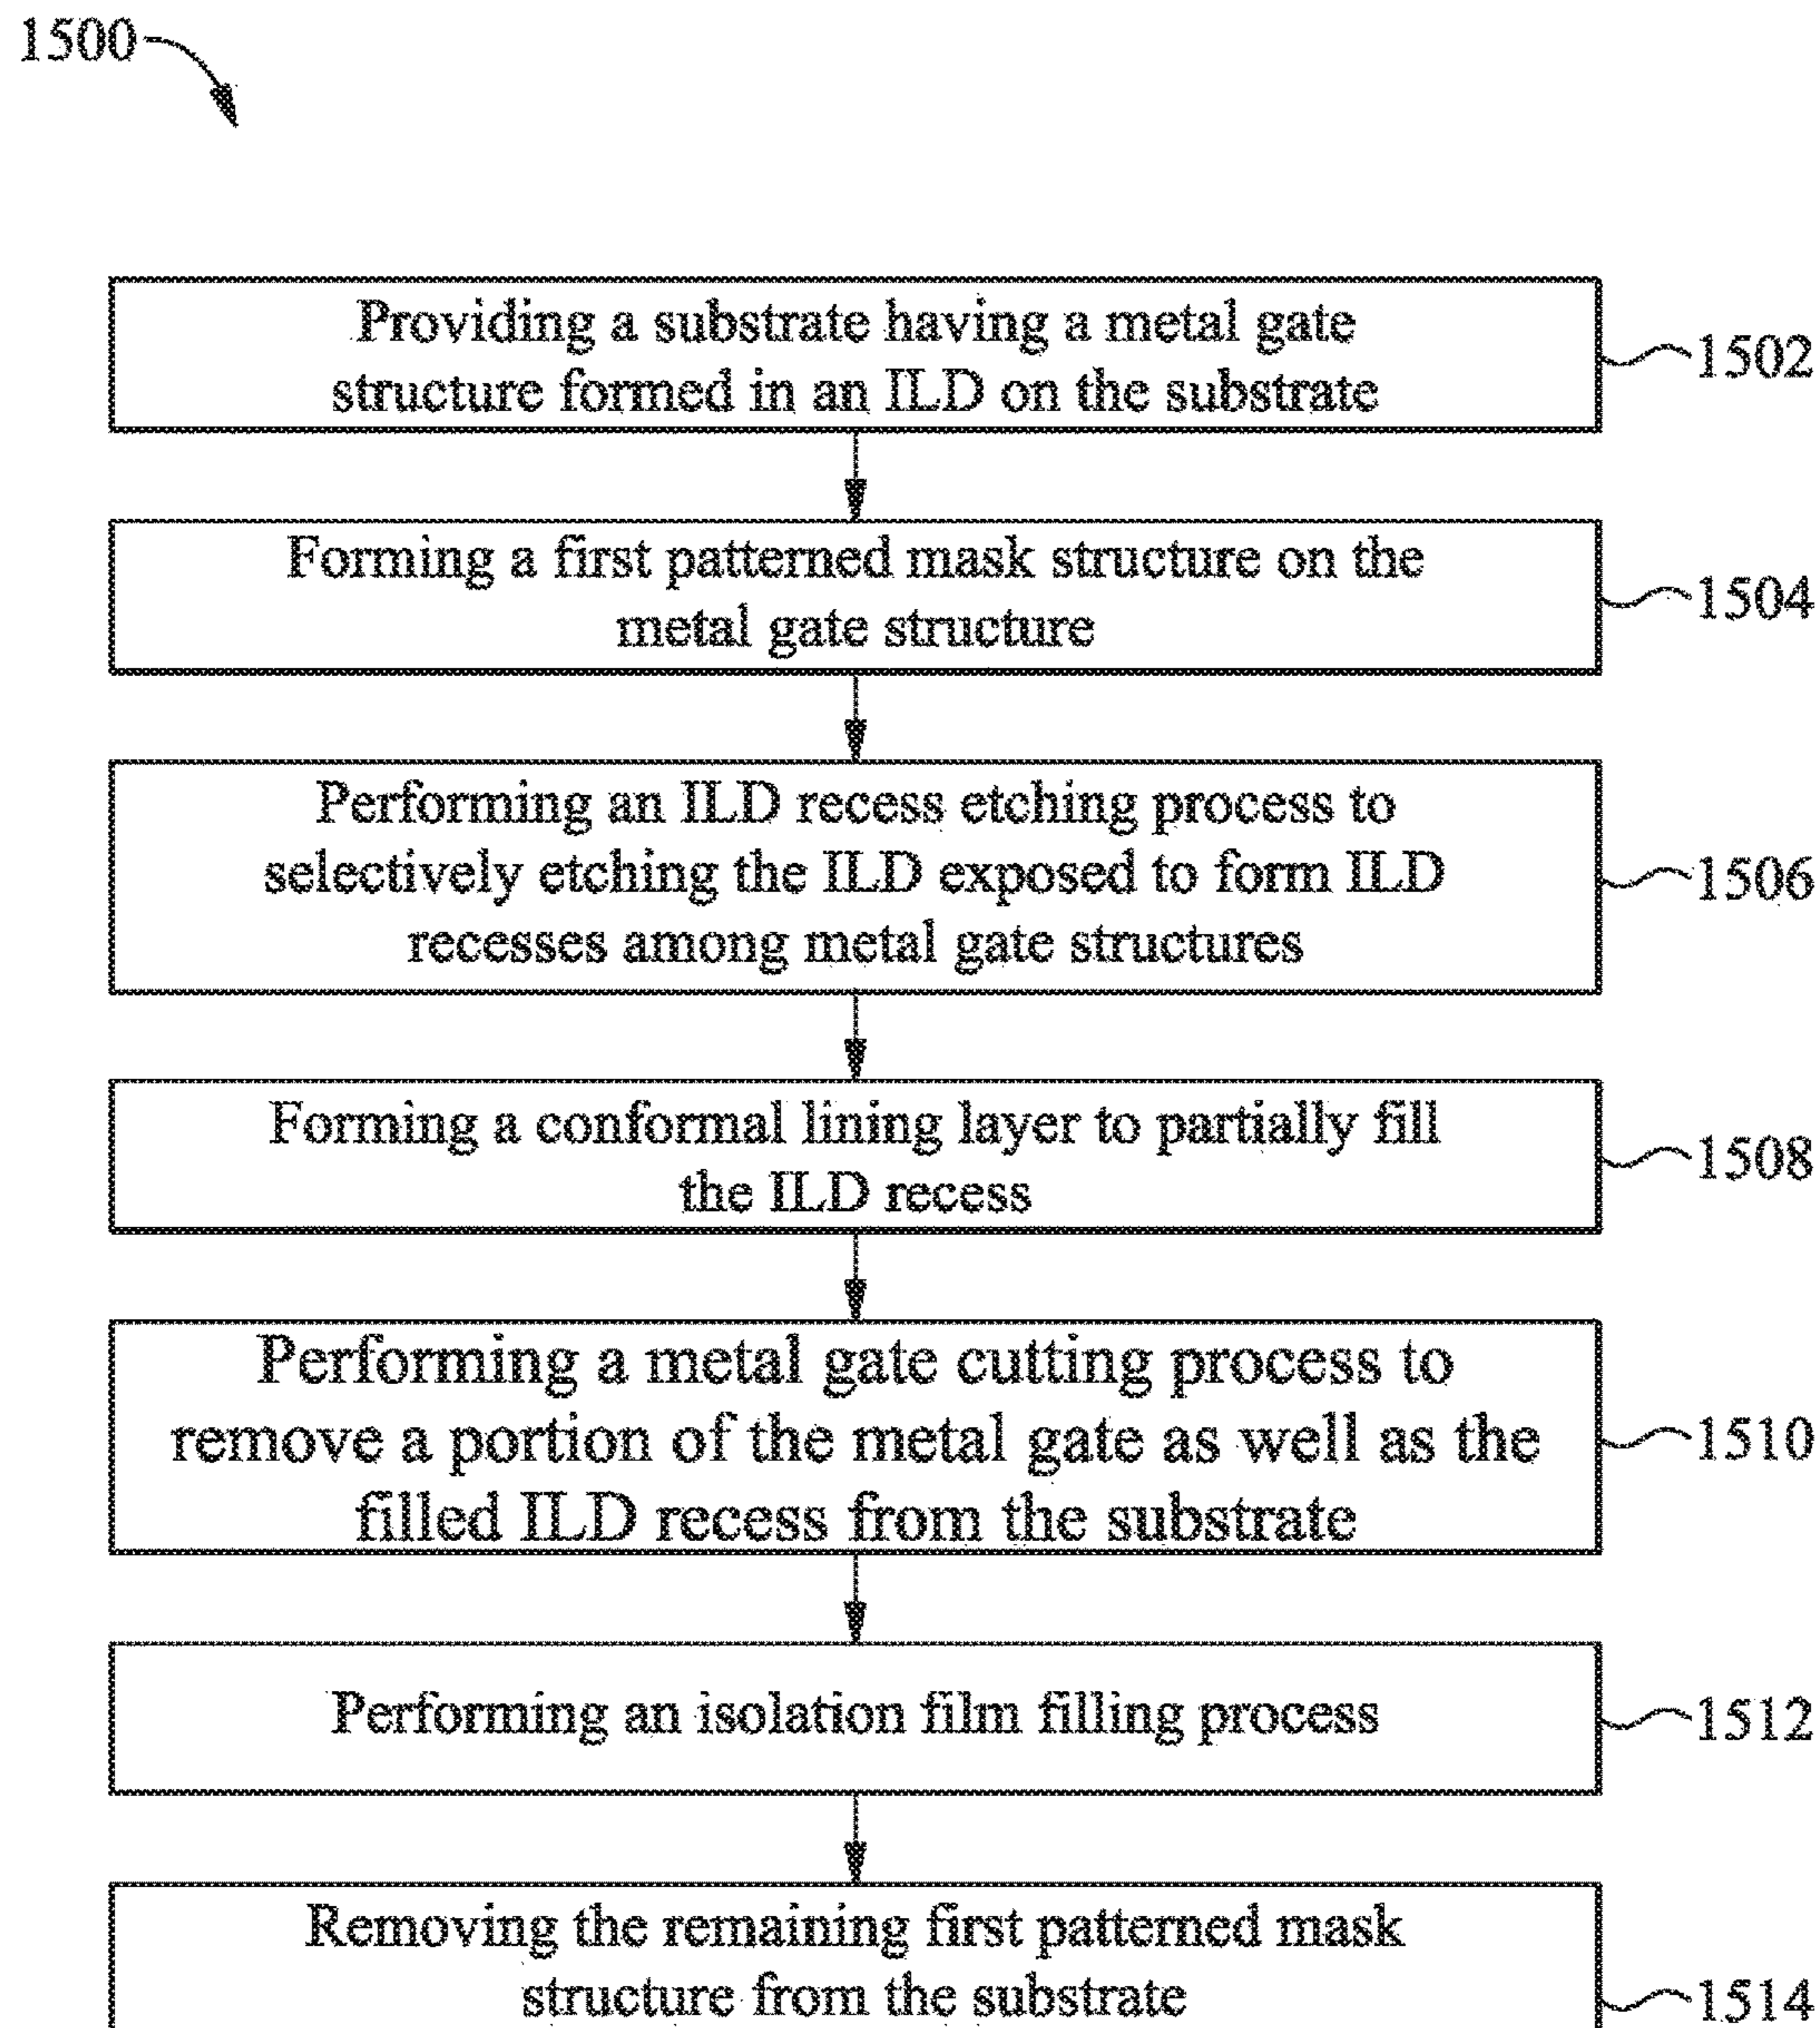 1500
Providing a substrate having a metal gate
structure formed in an ILD on the substrate
1502
Forming a first patterned mask structure on the
metal gate structure
1504
Performing an ILD recess etching process to
selectively etching the ILD exposed to form ILD
recesses among metal gate structures
1506
Forming a conformal lining layer to partially fill
the ILD recess
1508
Performing a metal gate cutting process to
remove a portion of the metal gate as well as the
filled ILD recess from the substrate
1510
Performing an isolation film filling process
1512
Removing the remaining first patterned mask
structure from the substrate
1514